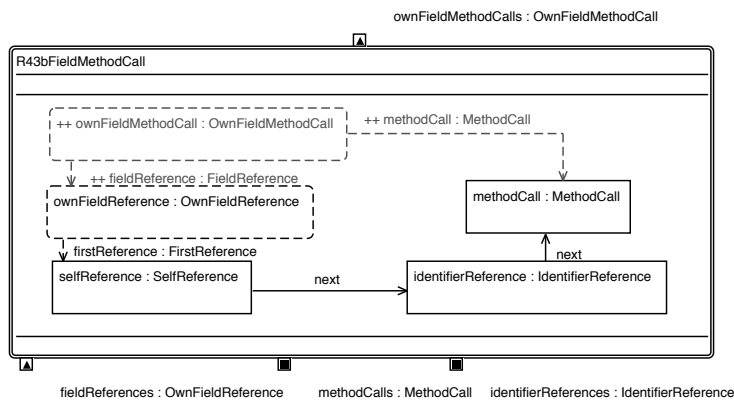 ownFieldMethodCalls : OwnFieldMethodCall
R43bFieldMethodCall
++ ownFieldMethodCall : OwnFieldMethodCall
++ methodCall : MethodCall
++ fieldReference : FieldReference
ownFieldReference : OwnFieldReference
methodCall : MethodCall
firstReference : FirstReference
next
selfReference : SelfReference
next
identifierReference : IdentifierReference
fieldReferences : OwnFieldReference
methodCalls : MethodCall
identifierReferences : IdentifierReference